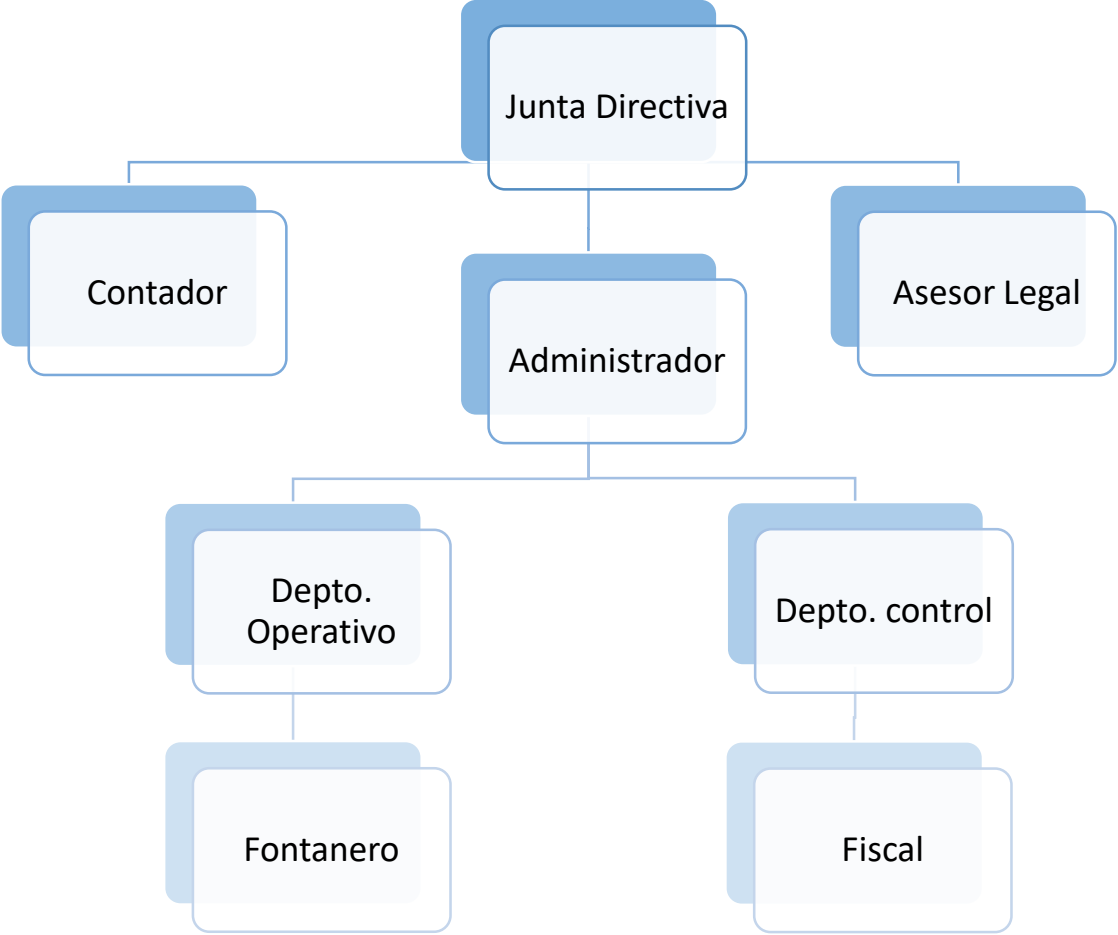 Junta Directiva
Contador
Asesor Legal
Administrador
Depto.
Operativo
Depto. control
Fontanero
Fiscal